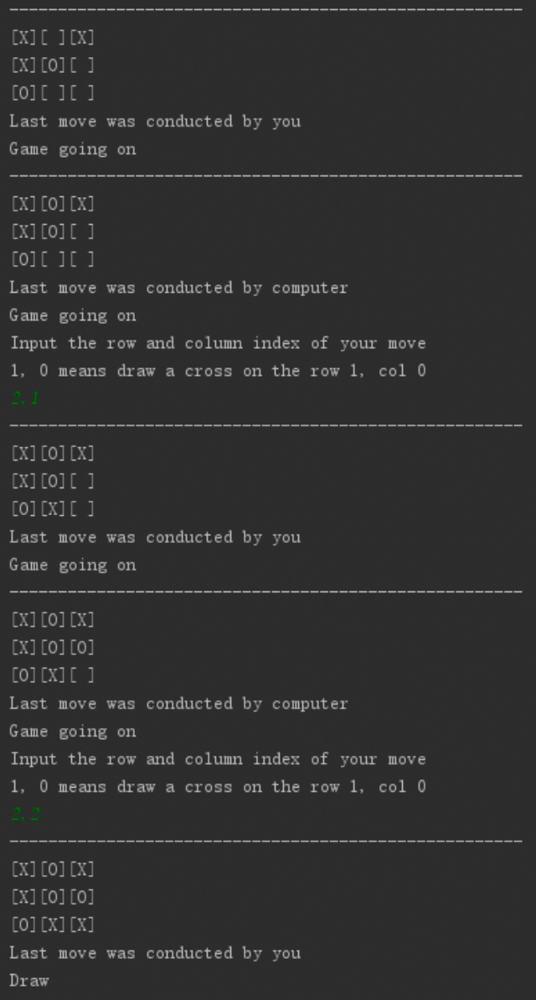 [X][ ][X]
[X][O][ ]
[O][ ][ ]
Last move was conducted by you
Game going on
[X][O][X]
[X][O][ ]
[O][ ][ ]
Last move was conducted by computer
Game going on
Input the row and column index of your move
1, 0 means draw a cross on the row 1, col 0
2,1
[X][O][X]
[X][O][ ]
[O][X][ ]
Last move was conducted by you
Game going on
[X][O][X]
[X][O][O]
[O][X][ ]
Last move was conducted by computer
Game going on
Input the row and column index of your move
1, 0 means draw a cross on the row 1, col 0
2,2
[X][O][X]
[X][O][O]
[O][X][X]
Last move was conducted by you
Draw